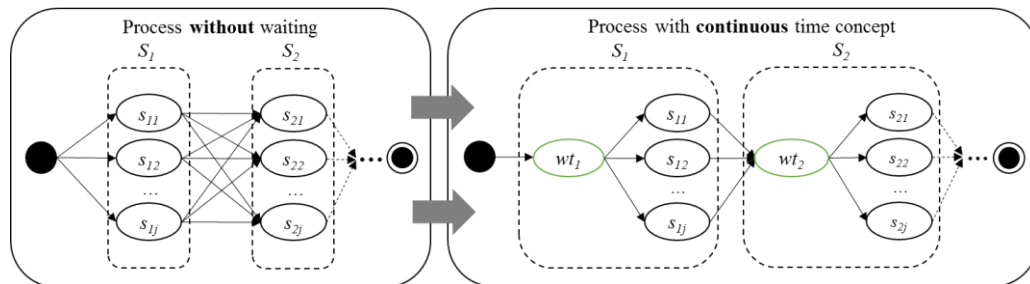 Process without waiting
S1 S2
s11 s21
s12 s22
... ...
s1j s2j
...
Process with continuous time concept
S1 S2
s11 s21
wt1 s12 wt2 s22
... ...
s1j s2j
...